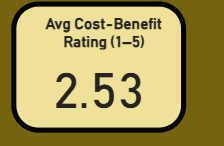 Avg Cost-Benefit
Rating (1–5)
2.53